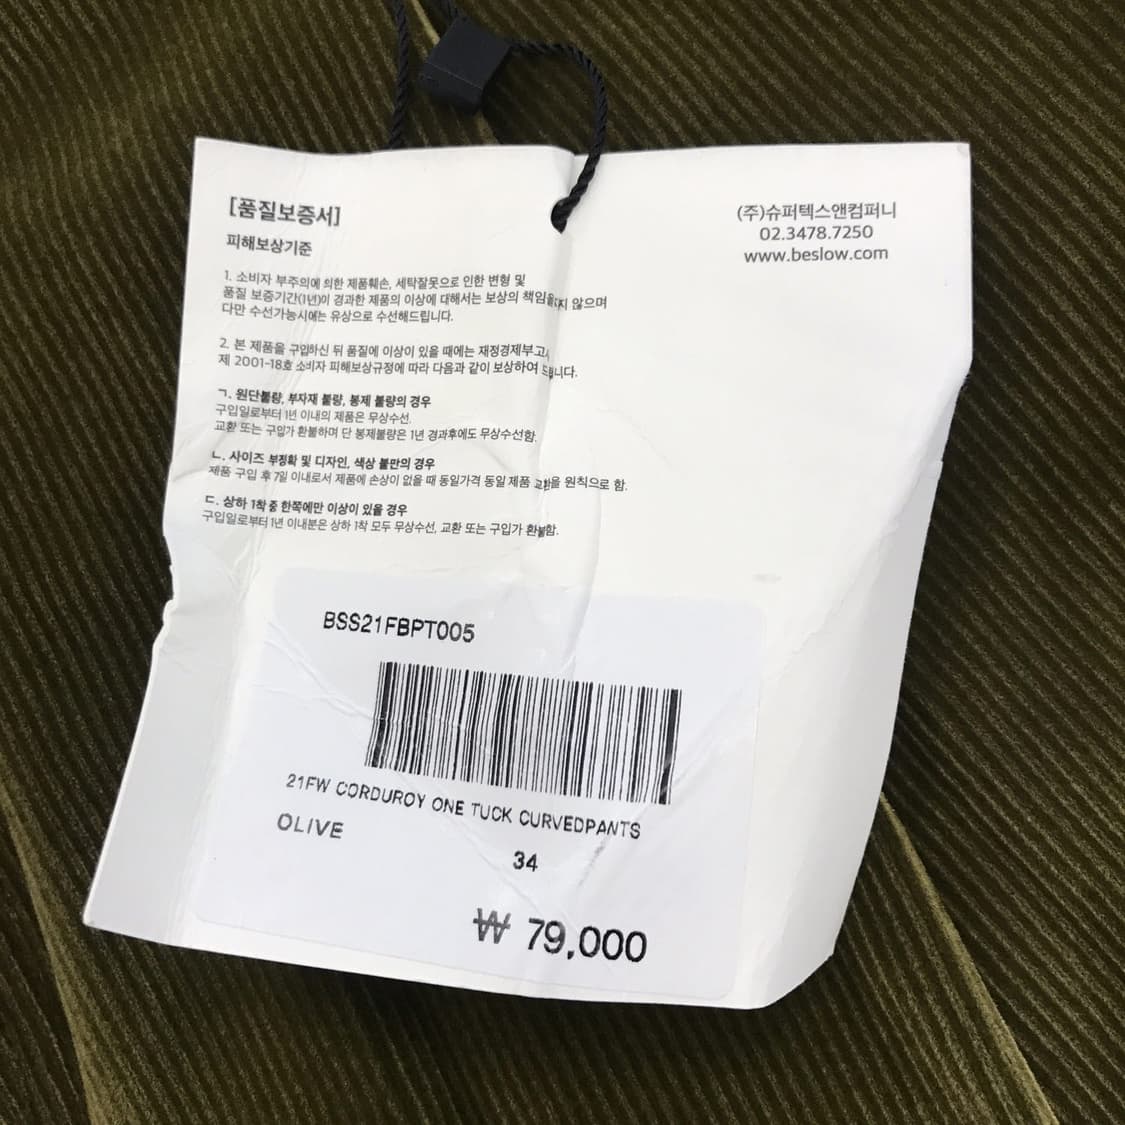 [품질보증서]
피해보상기준
1. 소비자 부주의에 의한 제품훼손, 세탁잘못으로 인한 변형 및
품질 보증기간(1년)이 경과한 제품의 이상에 대해서는 보상의 책임을 지지 않으며
다만 수선가능시에는 유상으로 수선해드립니다.
2. 본 제품을 구입하신 뒤 품질에 이상이 있을 때에는 재정경제부고시
제 2001-18호 소비자 피해보상규정에 따라 다음과 같이 보상하여 드립니다.
ㄱ. 원단불량, 부자재 불량, 봉제 불량의 경우
구입일로부터 1년 이내의 제품은 무상수선.
교환 또는 구입가 환불하며 단 봉제불량은 1년 경과후에도 무상수선함.
ㄴ. 사이즈 부정확 및 디자인, 색상 불만의 경우
제품 구입 후 7일 이내로서 제품에 손상이 없을 때 동일가격 동일 제품 교환을 원칙으로 함.
ㄷ. 상하 1착 중 한쪽에만 이상이 있을 경우
구입일로부터 1년 이내분은 상하 1착 모두 무상수선, 교환 또는 구입가 환불함.
(주)슈퍼텍스앤컴퍼니
02.3478.7250
www.beslow.com
BSS21FBPT005
21FW CORDUROY ONE TUCK CURVEDPANTS
OLIVE
34
₩ 79,000